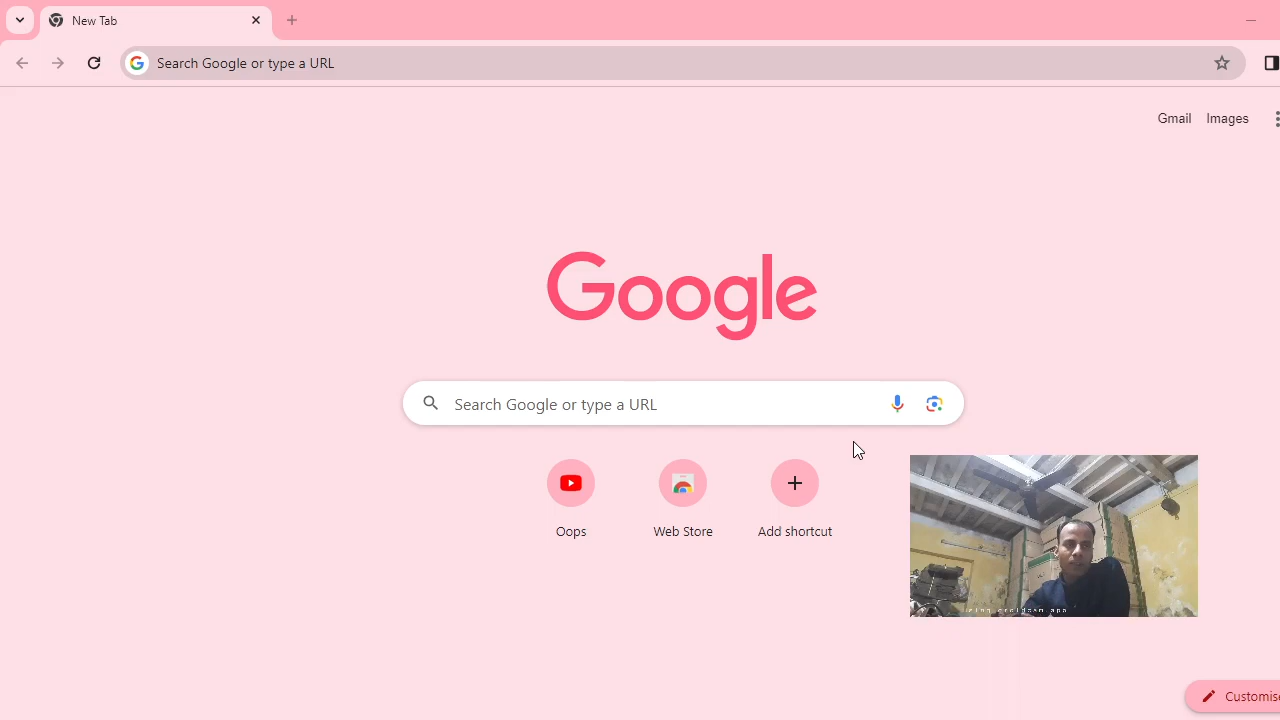 New Tab
Search Google or type a URL
Gmail Images
Google
Search Google or type a URL
Oops Web Store Add shortcut
Customise